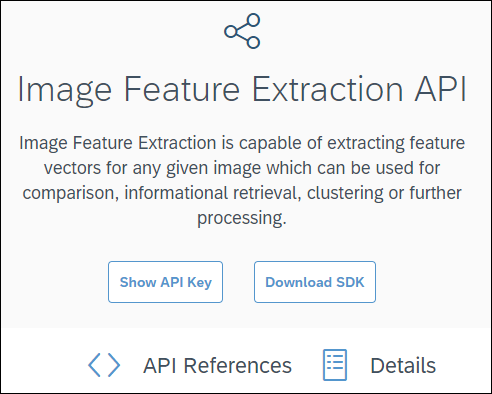 Image Feature Extraction API
Image Feature Extraction is capable of extracting feature
vectors for any given image which can be used for
comparison, informational retrieval, clustering or further
processing.
Show API Key
Download SDK
API References
Details